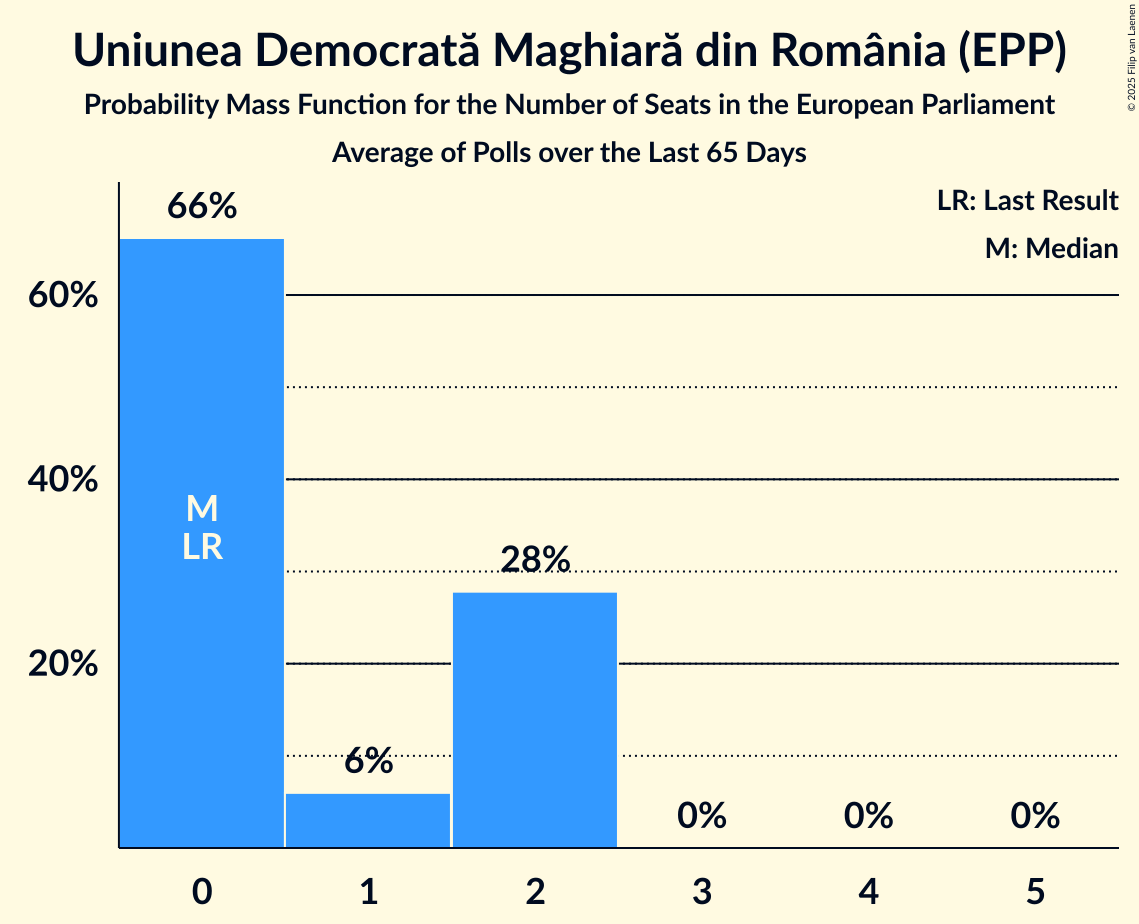 Uniunea Democrată Maghiară din România (EPP)
Probability Mass Function for the Number of Seats in the European Parliament
Average of Polls over the Last 65 Days
© 2025 Filip van Laenen
LR: Last Result
M: Median
66%
60%
40%
M
LR
28%
20%
6%
0%
0%
0%
0
1
2
3
4
5